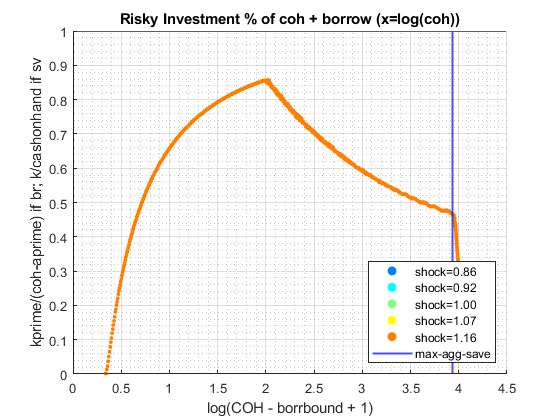 Risky Investment % of coh + borrow (x=log(coh))
kprime/(coh-aprime) if br; k/cashonhand if sv
1
0.9
0.8
0.7
0.6
0.5
0.4
0.3
0.2
0.1
0
0 0.5 1 1.5 2 2.5 3 3.5 4 4.5
log(COH - borrbound + 1)
shock=0.86
shock=0.92
shock=1.00
shock=1.07
shock=1.16
max-agg-save